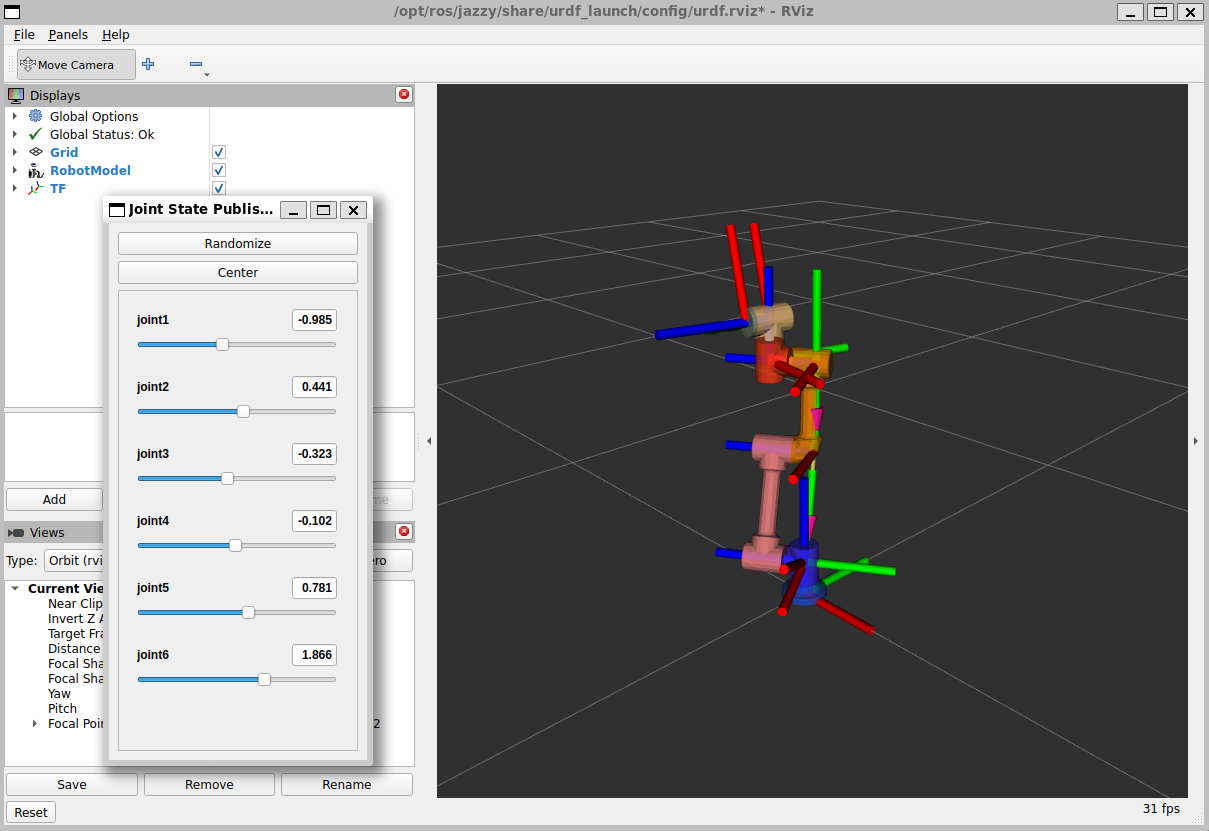 /opt/ros/jazzy/share/urdf_launch/config/urdf.rviz* - RViz
File Panels Help
Move Camera
Displays
Global Options
Global Status: Ok
Grid
RobotModel
TF
Joint State Publis...
Randomize
Center
joint1 -0.985
joint2 0.441
joint3 -0.323
joint4 -0.102
joint5 0.781
joint6 1.866
Add
Views
Type: Orbit (rvi
Current Vie
Near Clip
Invert Z A
Target Fra
Distance
Focal Sha
Focal Sha
Yaw
Pitch
Focal Poin
2
Save Remove Rename
Reset
31 fps